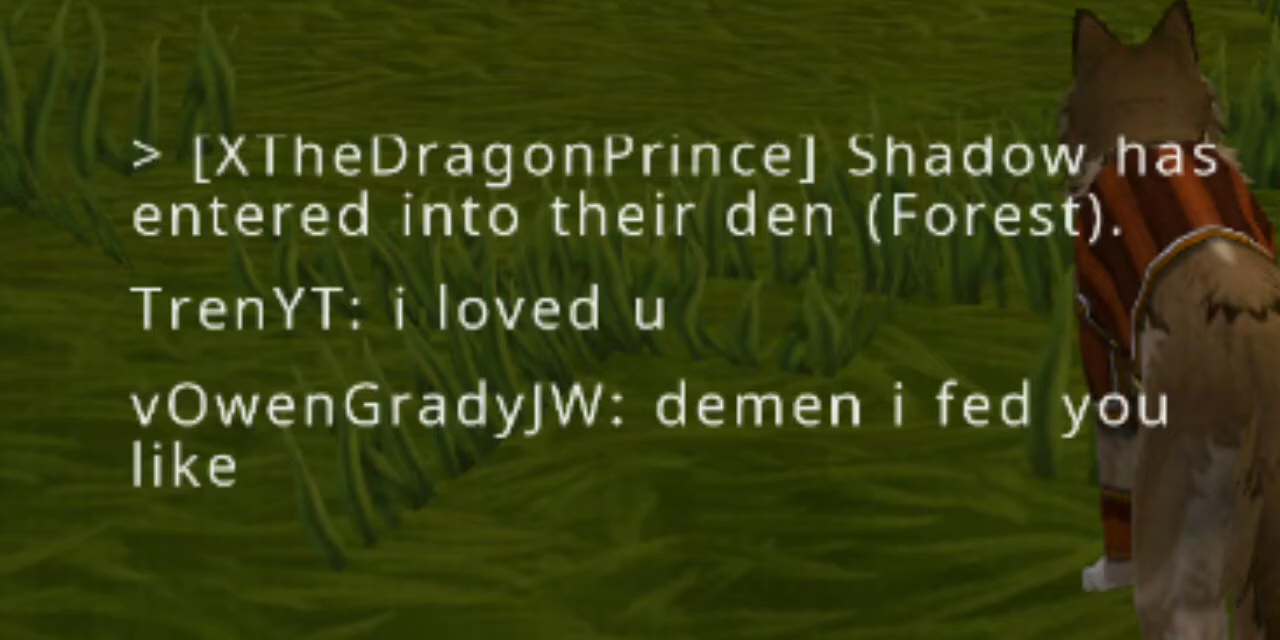 > [XTheDragonPrince] Shadow has
entered into their den (Forest).
TrenYT: i loved u
vOwenGradyJW: demen i fed you
like